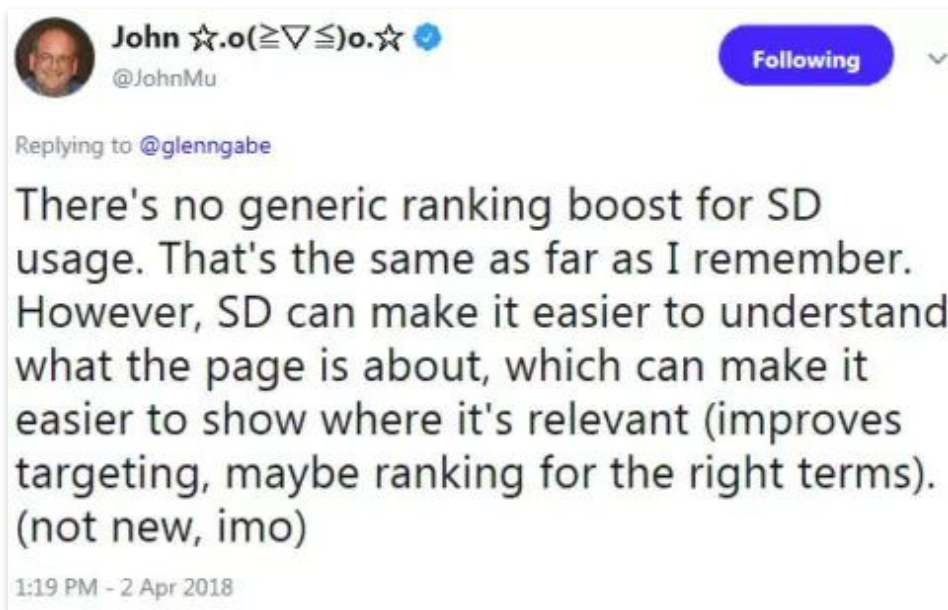 John ☆.o(≧▽≦)o.☆
@JohnMu
Following
Replying to @glenngabe
There's no generic ranking boost for SD
usage. That's the same as far as I remember.
However, SD can make it easier to understand
what the page is about, which can make it
easier to show where it's relevant (improves
targeting, maybe ranking for the right terms).
(not new, imo)
1:19 PM - 2 Apr 2018